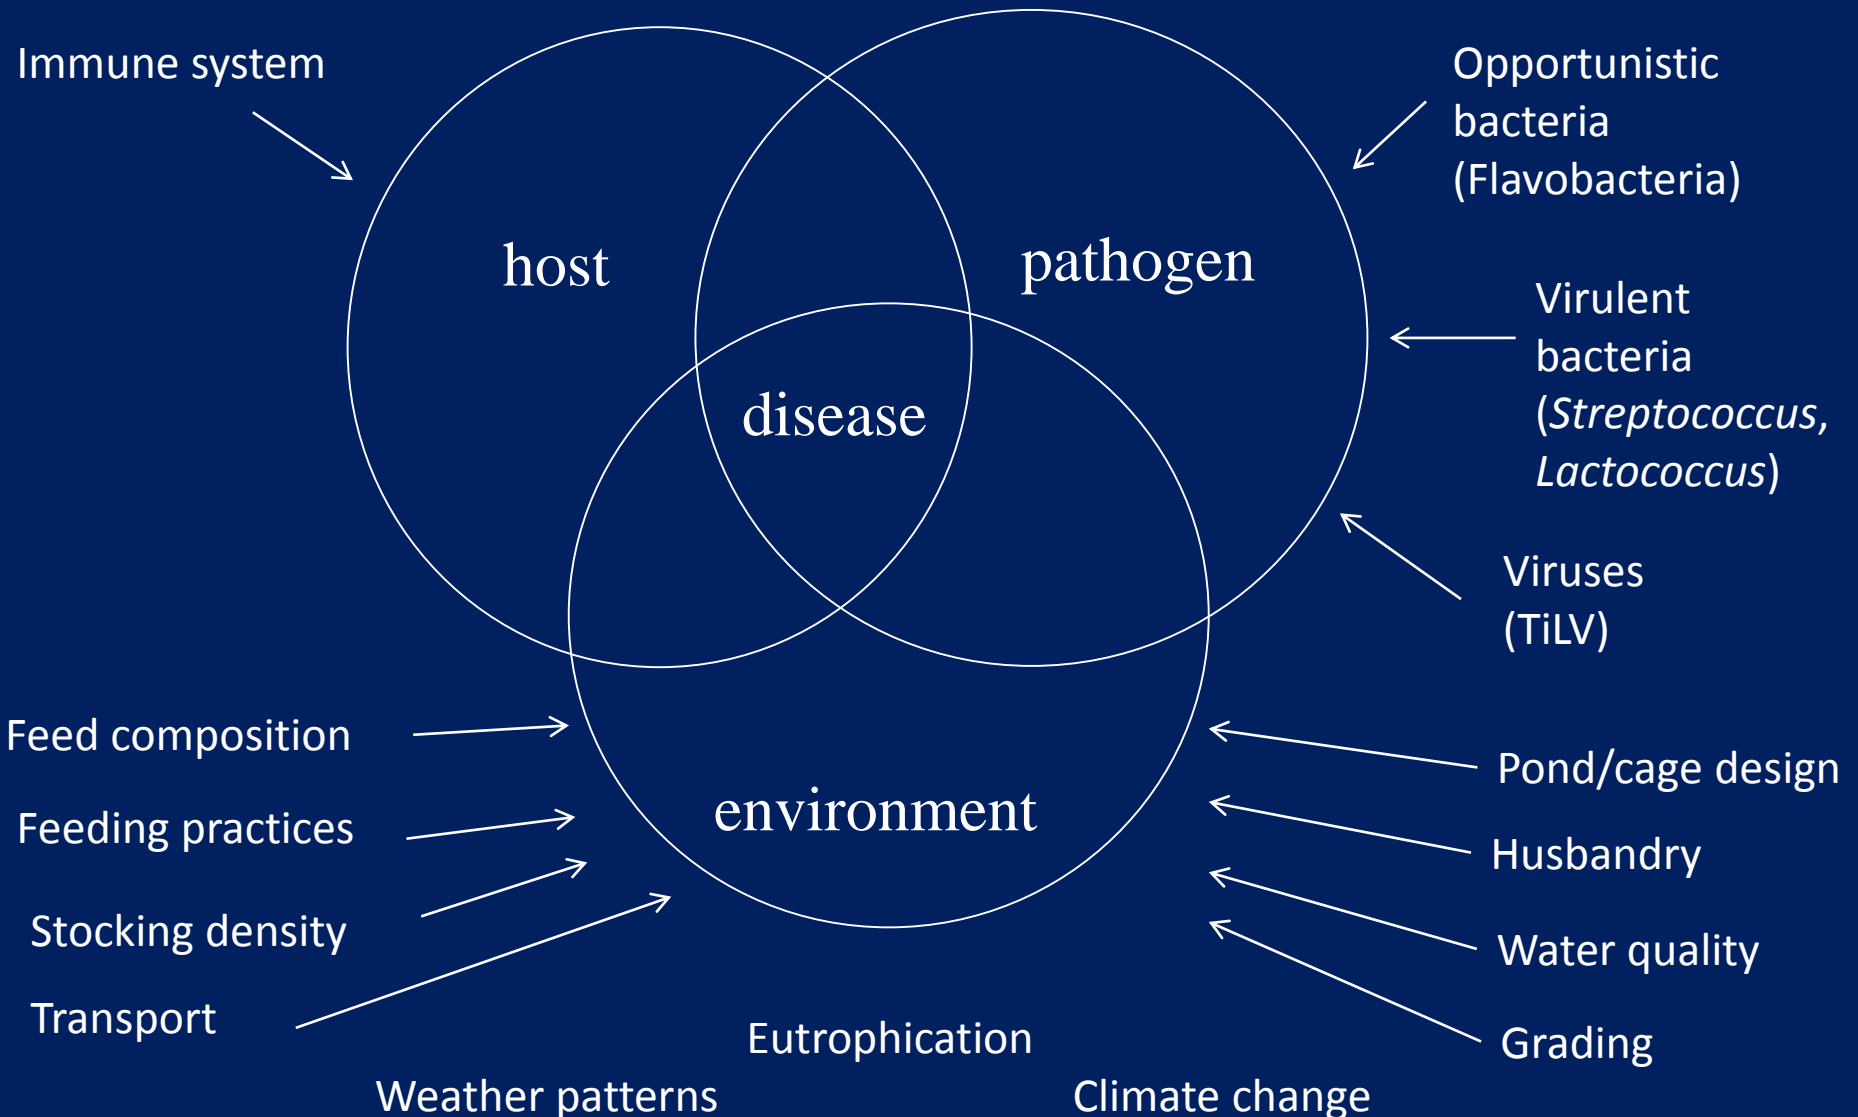 Immune system
Opportunistic
bacteria
(Flavobacteria)
host
pathogen
Virulent
bacteria
(Streptococcus,
Lactococcus)
disease
Viruses
(TiLV)
Feed composition
Pond/cage design
Feeding practices
environment
Husbandry
Stocking density
Water quality
Transport
Eutrophication
Grading
Weather patterns
Climate change